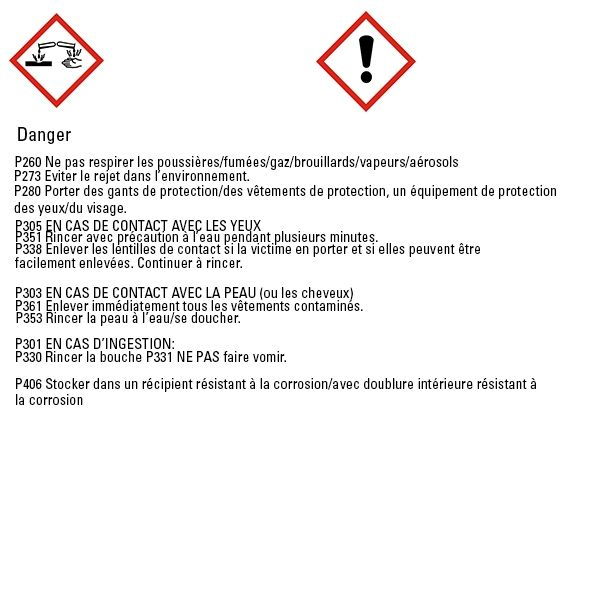 Danger
P260 Ne pas respirer les poussières/fumées/gaz/brouillards/vapeurs/aérosols
P273 Eviter le rejet dans l'environnement.
P280 Porter des gants de protection/des vêtements de protection, un équipement de protection
des yeux/du visage.
P305 EN CAS DE CONTACT AVEC LES YEUX
P351 Rincer avec précaution à l'eau pendant plusieurs minutes.
P338 Enlever les lentilles de contact si la victime en porter et si elles peuvent être
facilement enlevées. Continuer à rincer.
P303 EN CAS DE CONTACT AVEC LA PEAU (ou les cheveux)
P361 Enlever immédiatement tous les vêtements contaminés.
P353 Rincer la peau à l'eau/se doucher.
P301 EN CAS D'INGESTION:
P330 Rincer la bouche P331 NE PAS faire vomir.
P406 Stocker dans un récipient résistant à la corrosion/avec doublure intérieure résistant à
la corrosion